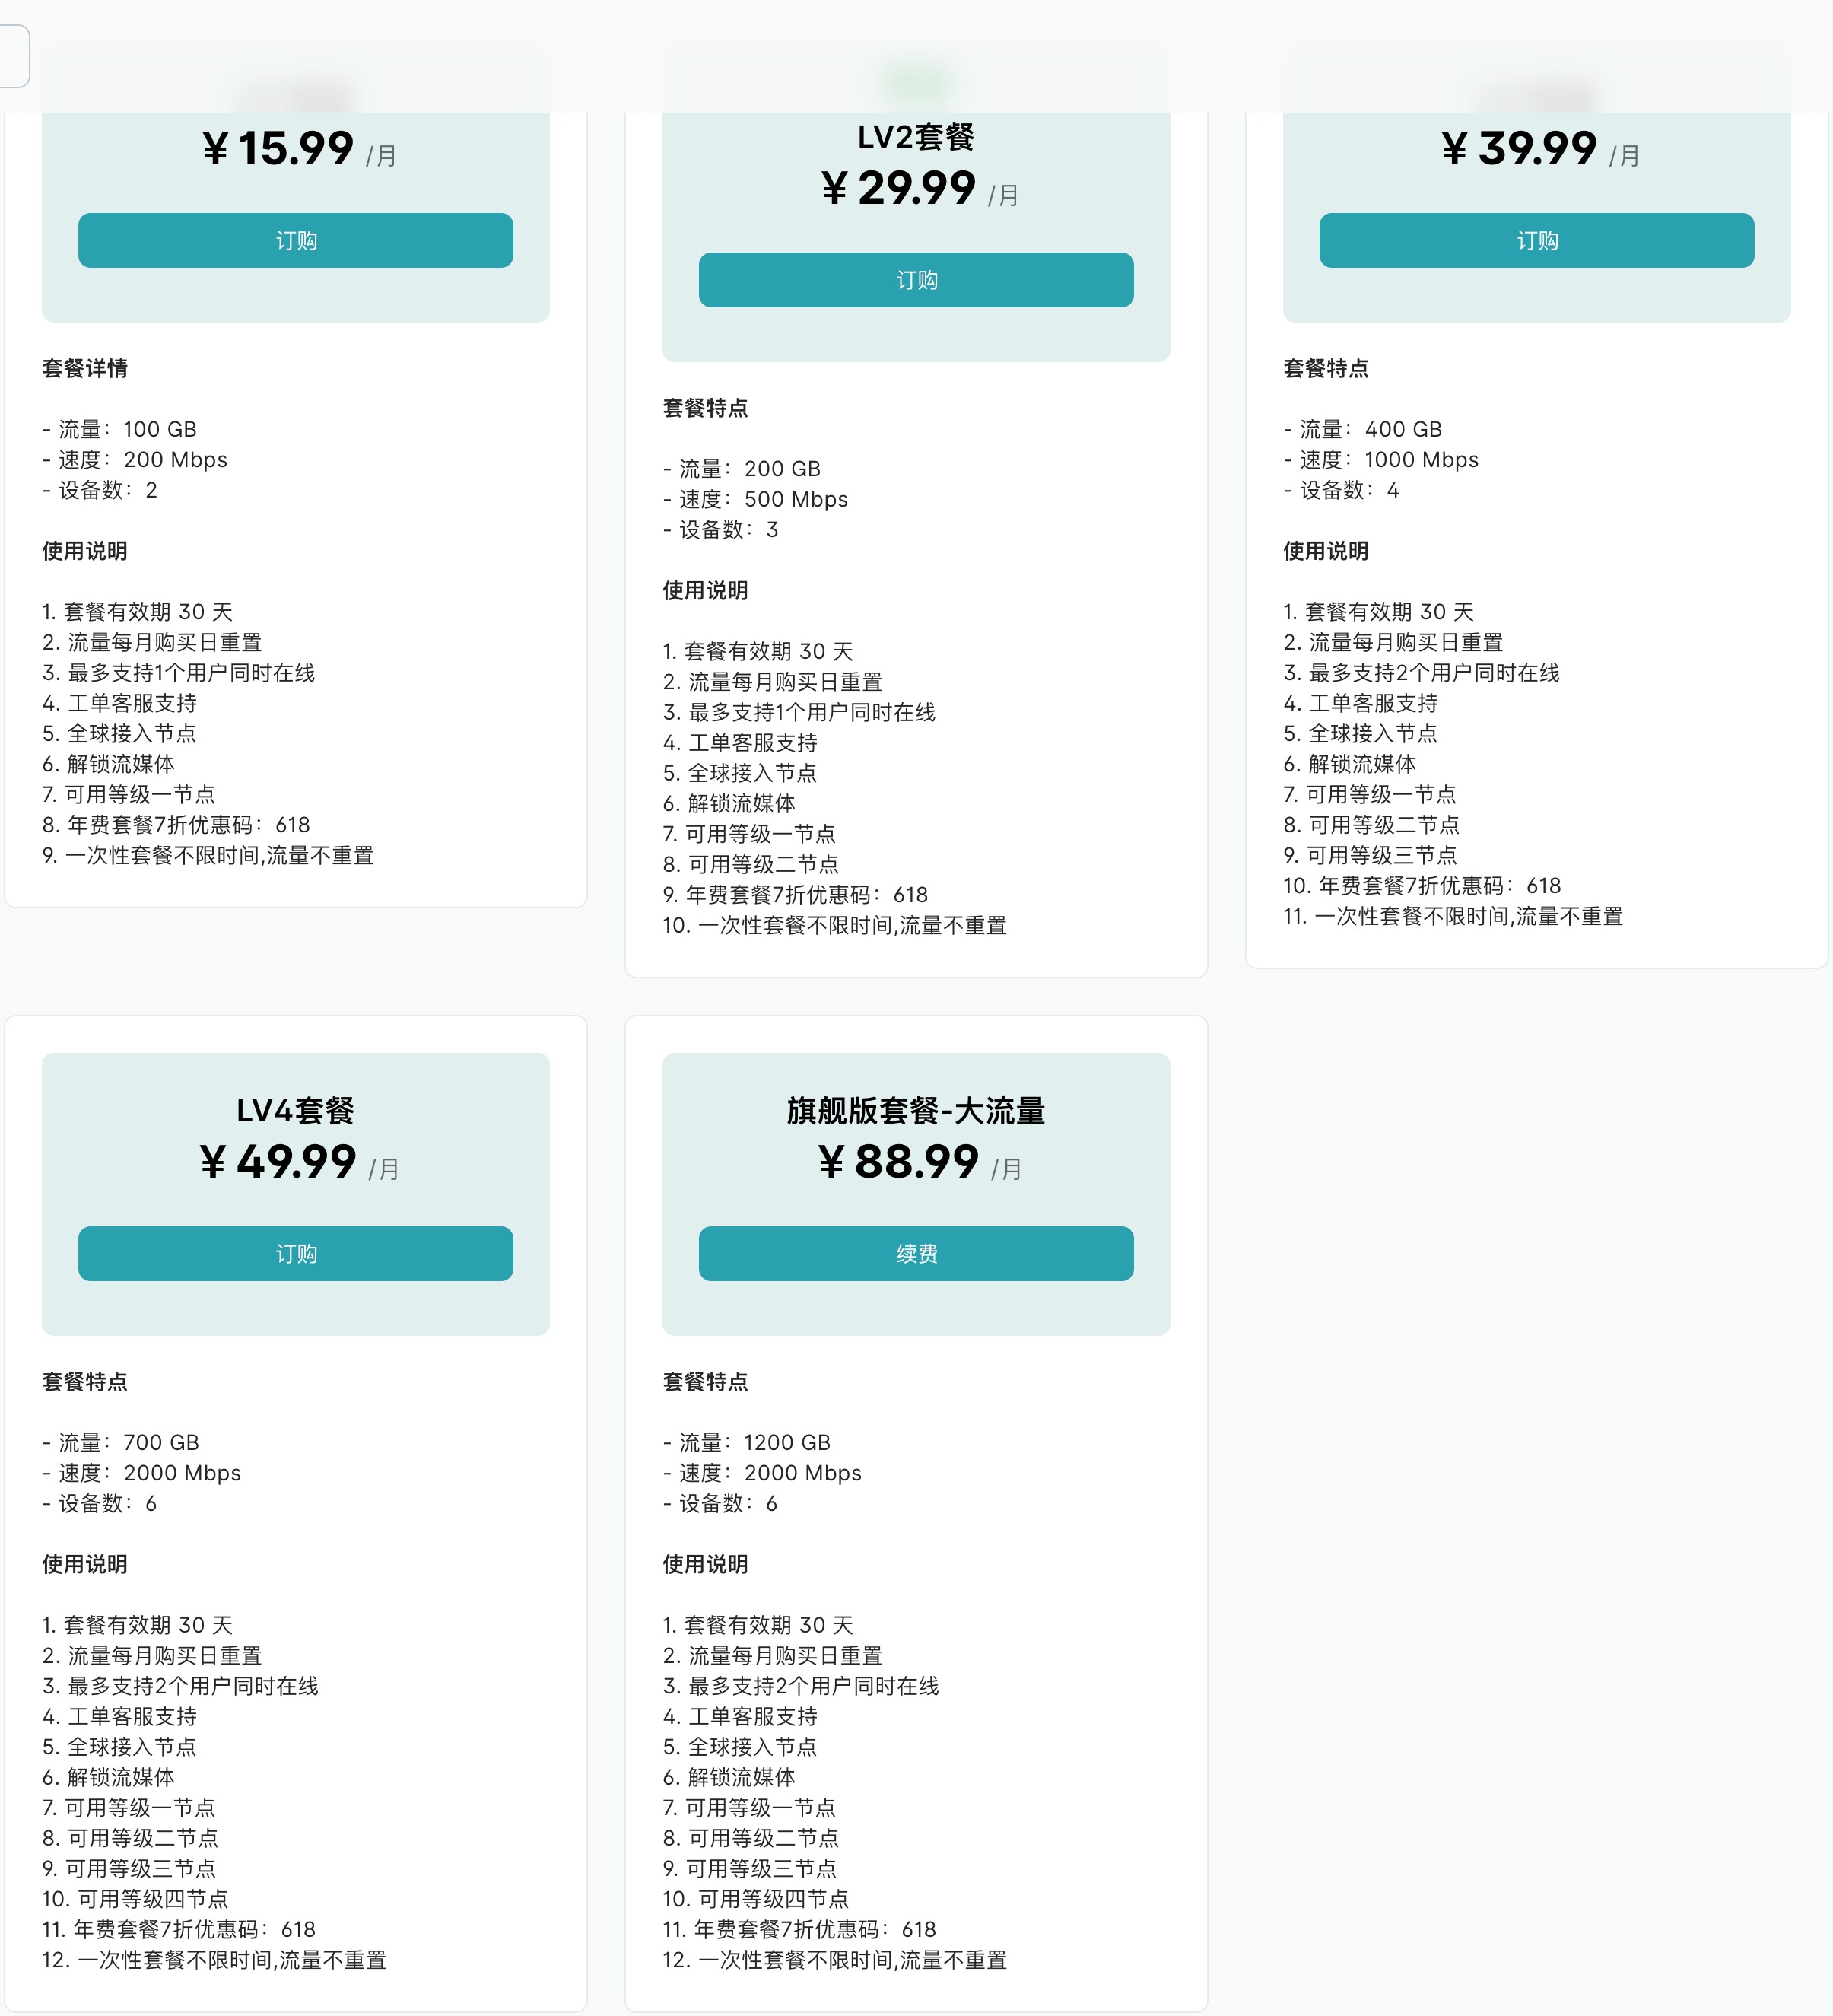 ¥ 15.99 /月
订购
套餐详情
- 流量：100 GB
- 速度：200 Mbps
- 设备数：2
使用说明
1. 套餐有效期 30 天
2. 流量每月购买日重置
3. 最多支持1个用户同时在线
4. 工单客服支持
5. 全球接入节点
6. 解锁流媒体
7. 可用等级一节点
8. 年费套餐7折优惠码：618
9. 一次性套餐不限时间,流量不重置
LV2套餐
¥ 29.99 /月
订购
套餐特点
- 流量：200 GB
- 速度：500 Mbps
- 设备数：3
使用说明
1. 套餐有效期 30 天
2. 流量每月购买日重置
3. 最多支持1个用户同时在线
4. 工单客服支持
5. 全球接入节点
6. 解锁流媒体
7. 可用等级一节点
8. 可用等级二节点
9. 年费套餐7折优惠码：618
10. 一次性套餐不限时间,流量不重置
¥ 39.99 /月
订购
套餐特点
- 流量：400 GB
- 速度：1000 Mbps
- 设备数：4
使用说明
1. 套餐有效期 30 天
2. 流量每月购买日重置
3. 最多支持2个用户同时在线
4. 工单客服支持
5. 全球接入节点
6. 解锁流媒体
7. 可用等级一节点
8. 可用等级二节点
9. 可用等级三节点
10. 年费套餐7折优惠码：618
11. 一次性套餐不限时间,流量不重置
LV4套餐
¥ 49.99 /月
订购
套餐特点
- 流量：700 GB
- 速度：2000 Mbps
- 设备数：6
使用说明
1. 套餐有效期 30 天
2. 流量每月购买日重置
3. 最多支持2个用户同时在线
4. 工单客服支持
5. 全球接入节点
6. 解锁流媒体
7. 可用等级一节点
8. 可用等级二节点
9. 可用等级三节点
10. 可用等级四节点
11. 年费套餐7折优惠码：618
12. 一次性套餐不限时间,流量不重置
旗舰版套餐-大流量
¥ 88.99 /月
续费
套餐特点
- 流量：1200 GB
- 速度：2000 Mbps
- 设备数：6
使用说明
1. 套餐有效期 30 天
2. 流量每月购买日重置
3. 最多支持2个用户同时在线
4. 工单客服支持
5. 全球接入节点
6. 解锁流媒体
7. 可用等级一节点
8. 可用等级二节点
9. 可用等级三节点
10. 可用等级四节点
11. 年费套餐7折优惠码：618
12. 一次性套餐不限时间,流量不重置